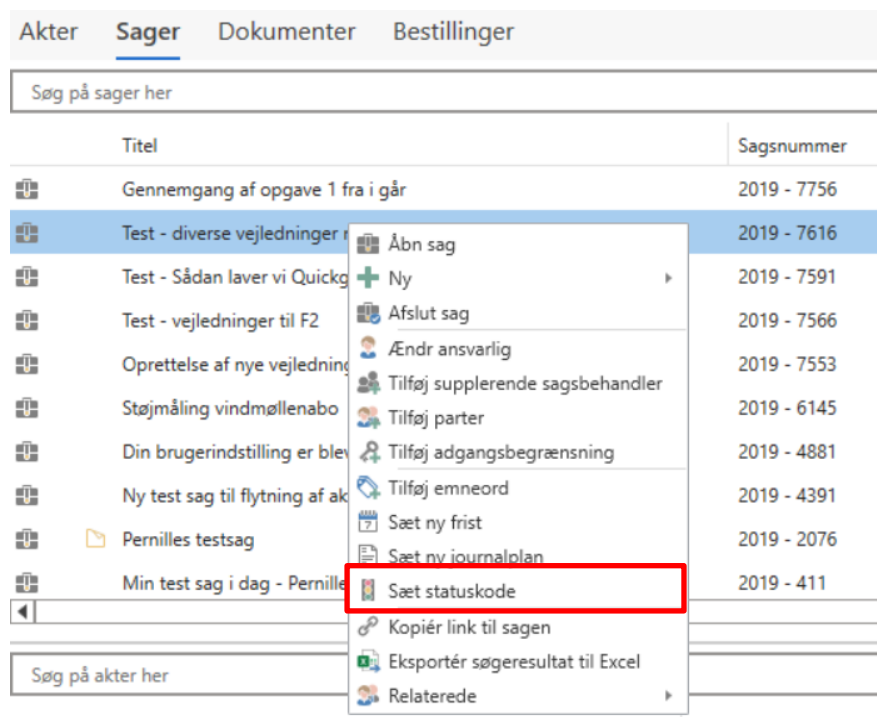 Akter Sager Dokumenter Bestillinger
Søg på sager her
Titel Sagsnummer
Gennemgang af opgave 1 fra i går 2019 - 7756
Test - diverse vejledninger 2019 - 7616
Test - Sådan laver vi Quickg 2019 - 7591
Test - vejledninger til F2 2019 - 7566
Oprettelse af nye vejledning 2019 - 7553
Støjmåling vindmøllenabo 2019 - 6145
Din brugerindstilling er blev 2019 - 4881
Ny test sag til flytning af ak 2019 - 4391
Pernilles testsag 2019 - 2076
Min test sag i dag - Pernille 2019 - 411
Åbn sag
Ny
Afslut sag
Ændr ansvarlig
Tilføj supplerende sagsbehandler
Tilføj parter
Tilføj adgangsbegrænsning
Tilføj emneord
Sæt ny frist
Sæt ny journalplan
Sæt statuskode
Kopiér link til sagen
Eksportér søgeresultat til Excel
Relaterede
Søg på akter her